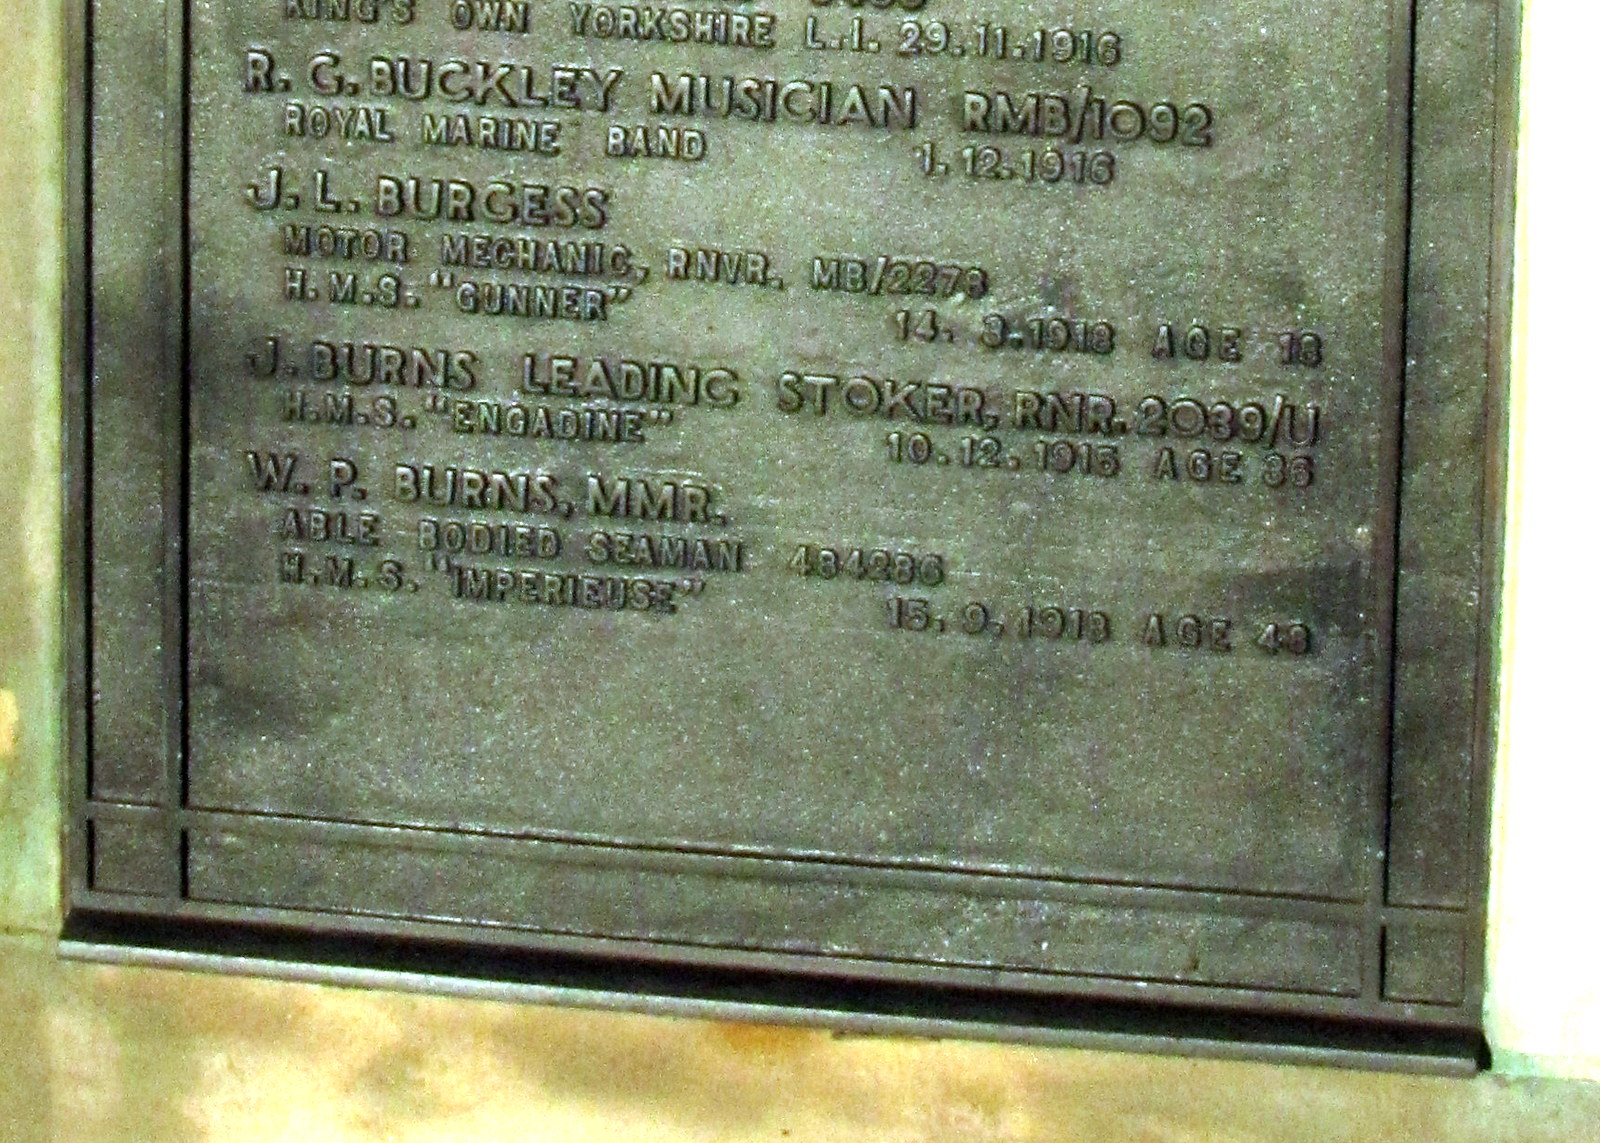 KING'S OWN YORKSHIRE L.I. 29.11.1916
R. G. BUCKLEY MUSICIAN RMB/1092
ROYAL MARINE BAND 1.12.1916
J. L. BURGESS
MOTOR MECHANIC, RNVR. MB/2278
H.M.S. "GUNNER" 14. 3.1918 AGE 18
J. BURNS LEADING STOKER, RNR. 2039/U
H.M.S. "ENGADINE" 10.12.1915 AGE 36
W. P. BURNS, MMR.
ABLE BODIED SEAMAN 484286
H.M.S. "IMPERIEUSE" 15. 9. 1918 AGE 48